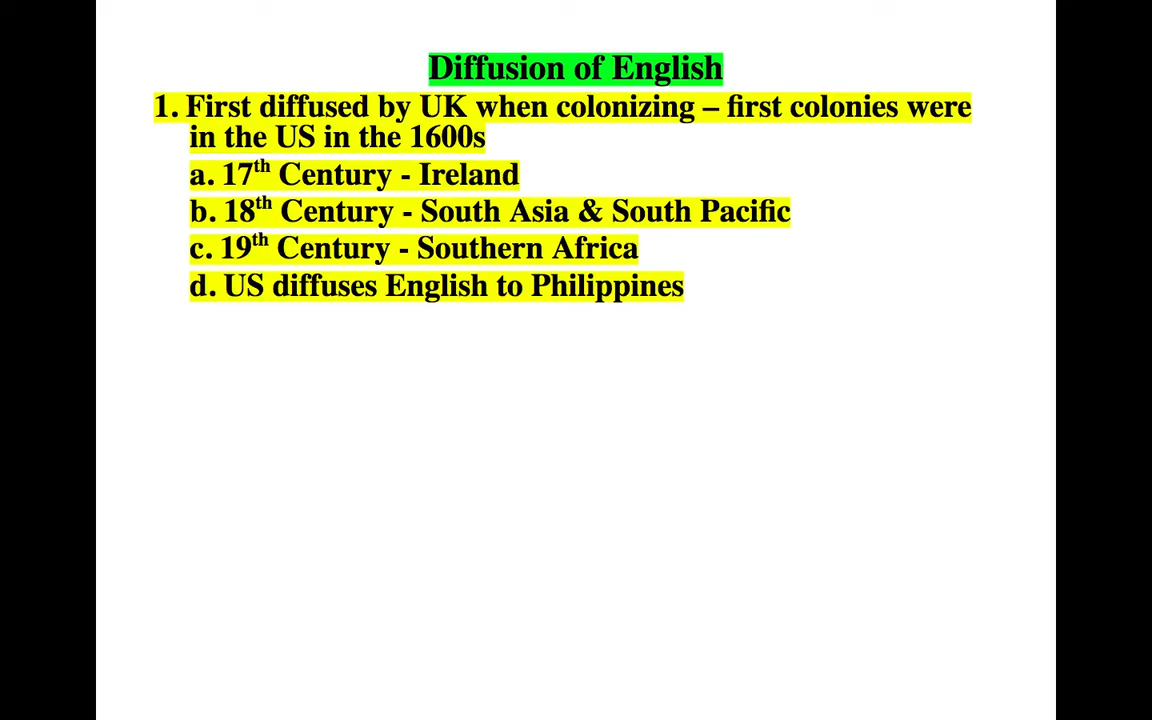 Diffusion of English
1. First diffused by UK when colonizing – first colonies were
in the US in the 1600s
a. 17th Century - Ireland
b. 18th Century - South Asia & South Pacific
c. 19th Century - Southern Africa
d. US diffuses English to Philippines